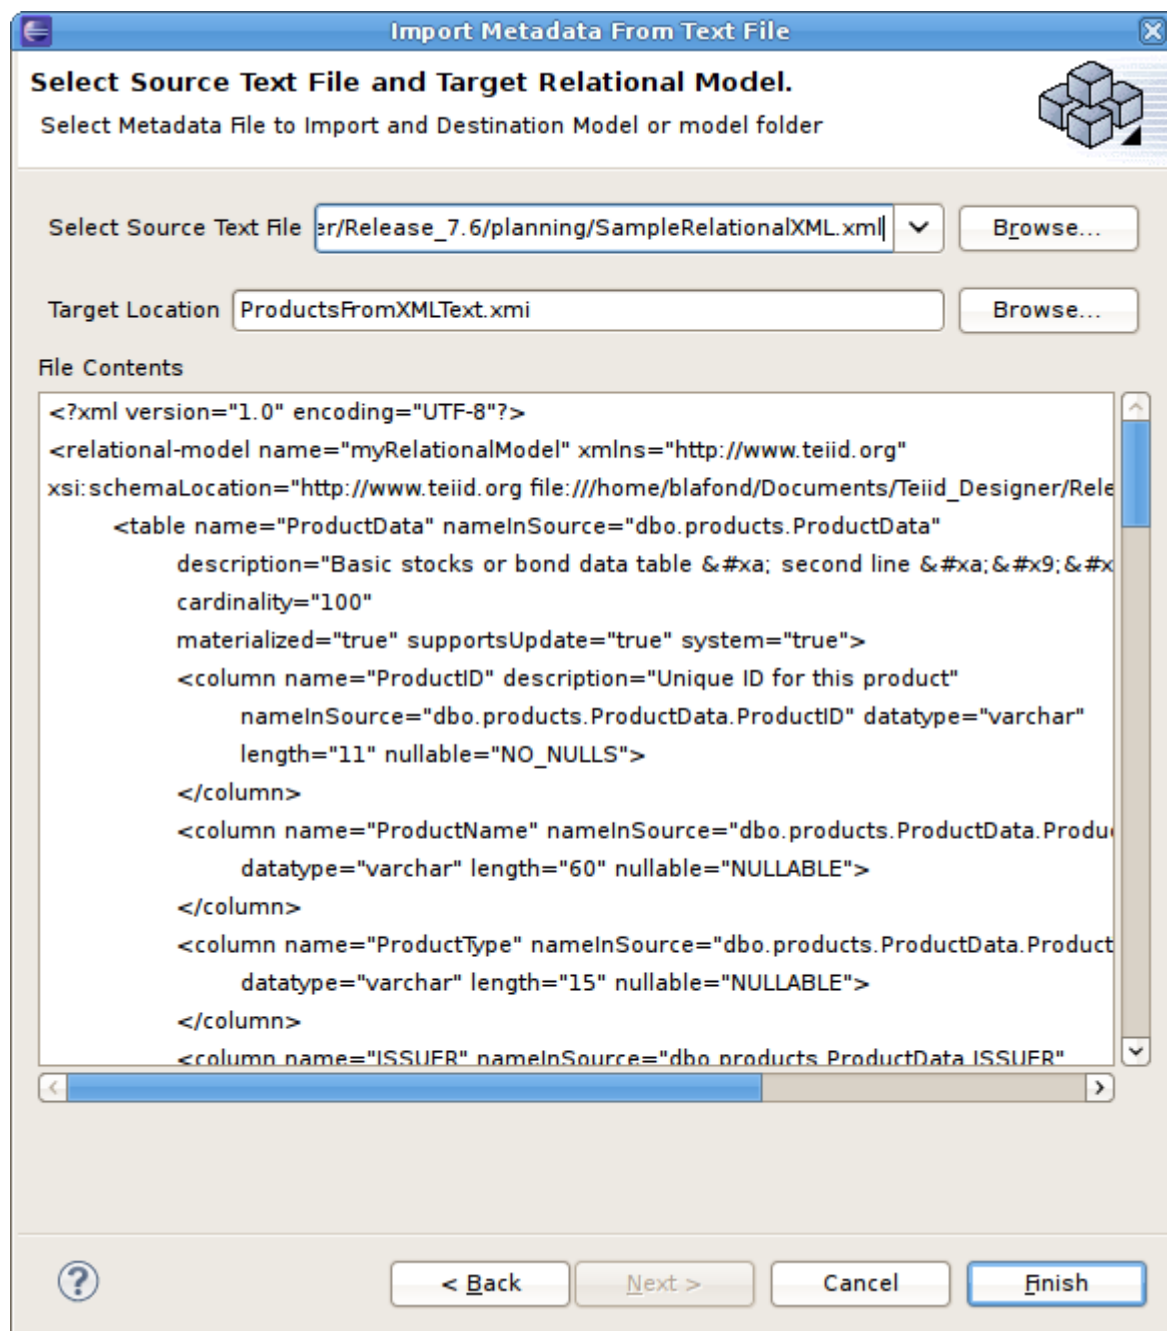 Import Metadata From Text File
Select Source Text File and Target Relational Model.
Select Metadata File to Import and Destination Model or model folder
Select Source Text File er/Release_7.6/planning/SampleRelationalXML.xml Browse...
Target Location ProductsFromXMLText.xmi Browse...
File Contents
<?xml version="1.0" encoding="UTF-8"?>
<relational-model name="myRelationalModel" xmlns="http://www.teiid.org"
xsi:schemaLocation="http://www.teiid.org file:///home/blafond/Documents/Teiid_Designer/Rele
<table name="ProductData" nameInSource="dbo.products.ProductData"
description="Basic stocks or bond data table &#xa; second line &#xa;&#x9;&#x
cardinality="100"
materialized="true" supportsUpdate="true" system="true">
<column name="ProductID" description="Unique ID for this product"
nameInSource="dbo.products.ProductData.ProductID" datatype="varchar"
length="11" nullable="NO_NULLS">
</column>
<column name="ProductName" nameInSource="dbo.products.ProductData.Produ
datatype="varchar" length="60" nullable="NULLABLE">
</column>
<column name="ProductType" nameInSource="dbo.products.ProductData.Product
datatype="varchar" length="15" nullable="NULLABLE">
</column>
<column name="ISSUER" nameInSource="dbo.products.ProductData.ISSUER"
? < Back Next > Cancel Finish